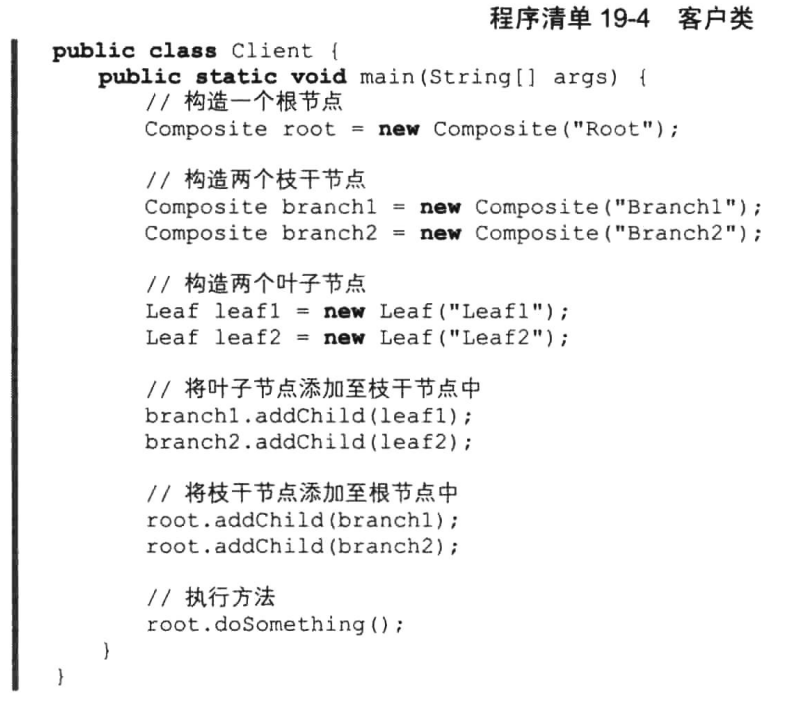 程序清单 19-4 客户类
public class Client {
public static void main(String[] args) {
// 构造一个根节点
Composite root = new Composite("Root");
// 构造两个枝干节点
Composite branch1 = new Composite("Branch1");
Composite branch2 = new Composite("Branch2");
// 构造两个叶子节点
Leaf leaf1 = new Leaf("Leaf1");
Leaf leaf2 = new Leaf("Leaf2");
// 将叶子节点添加至枝干节点中
branch1.addChild(leaf1);
branch2.addChild(leaf2);
// 将枝干节点添加至根节点中
root.addChild(branch1);
root.addChild(branch2);
// 执行方法
root.doSomething();
}
}